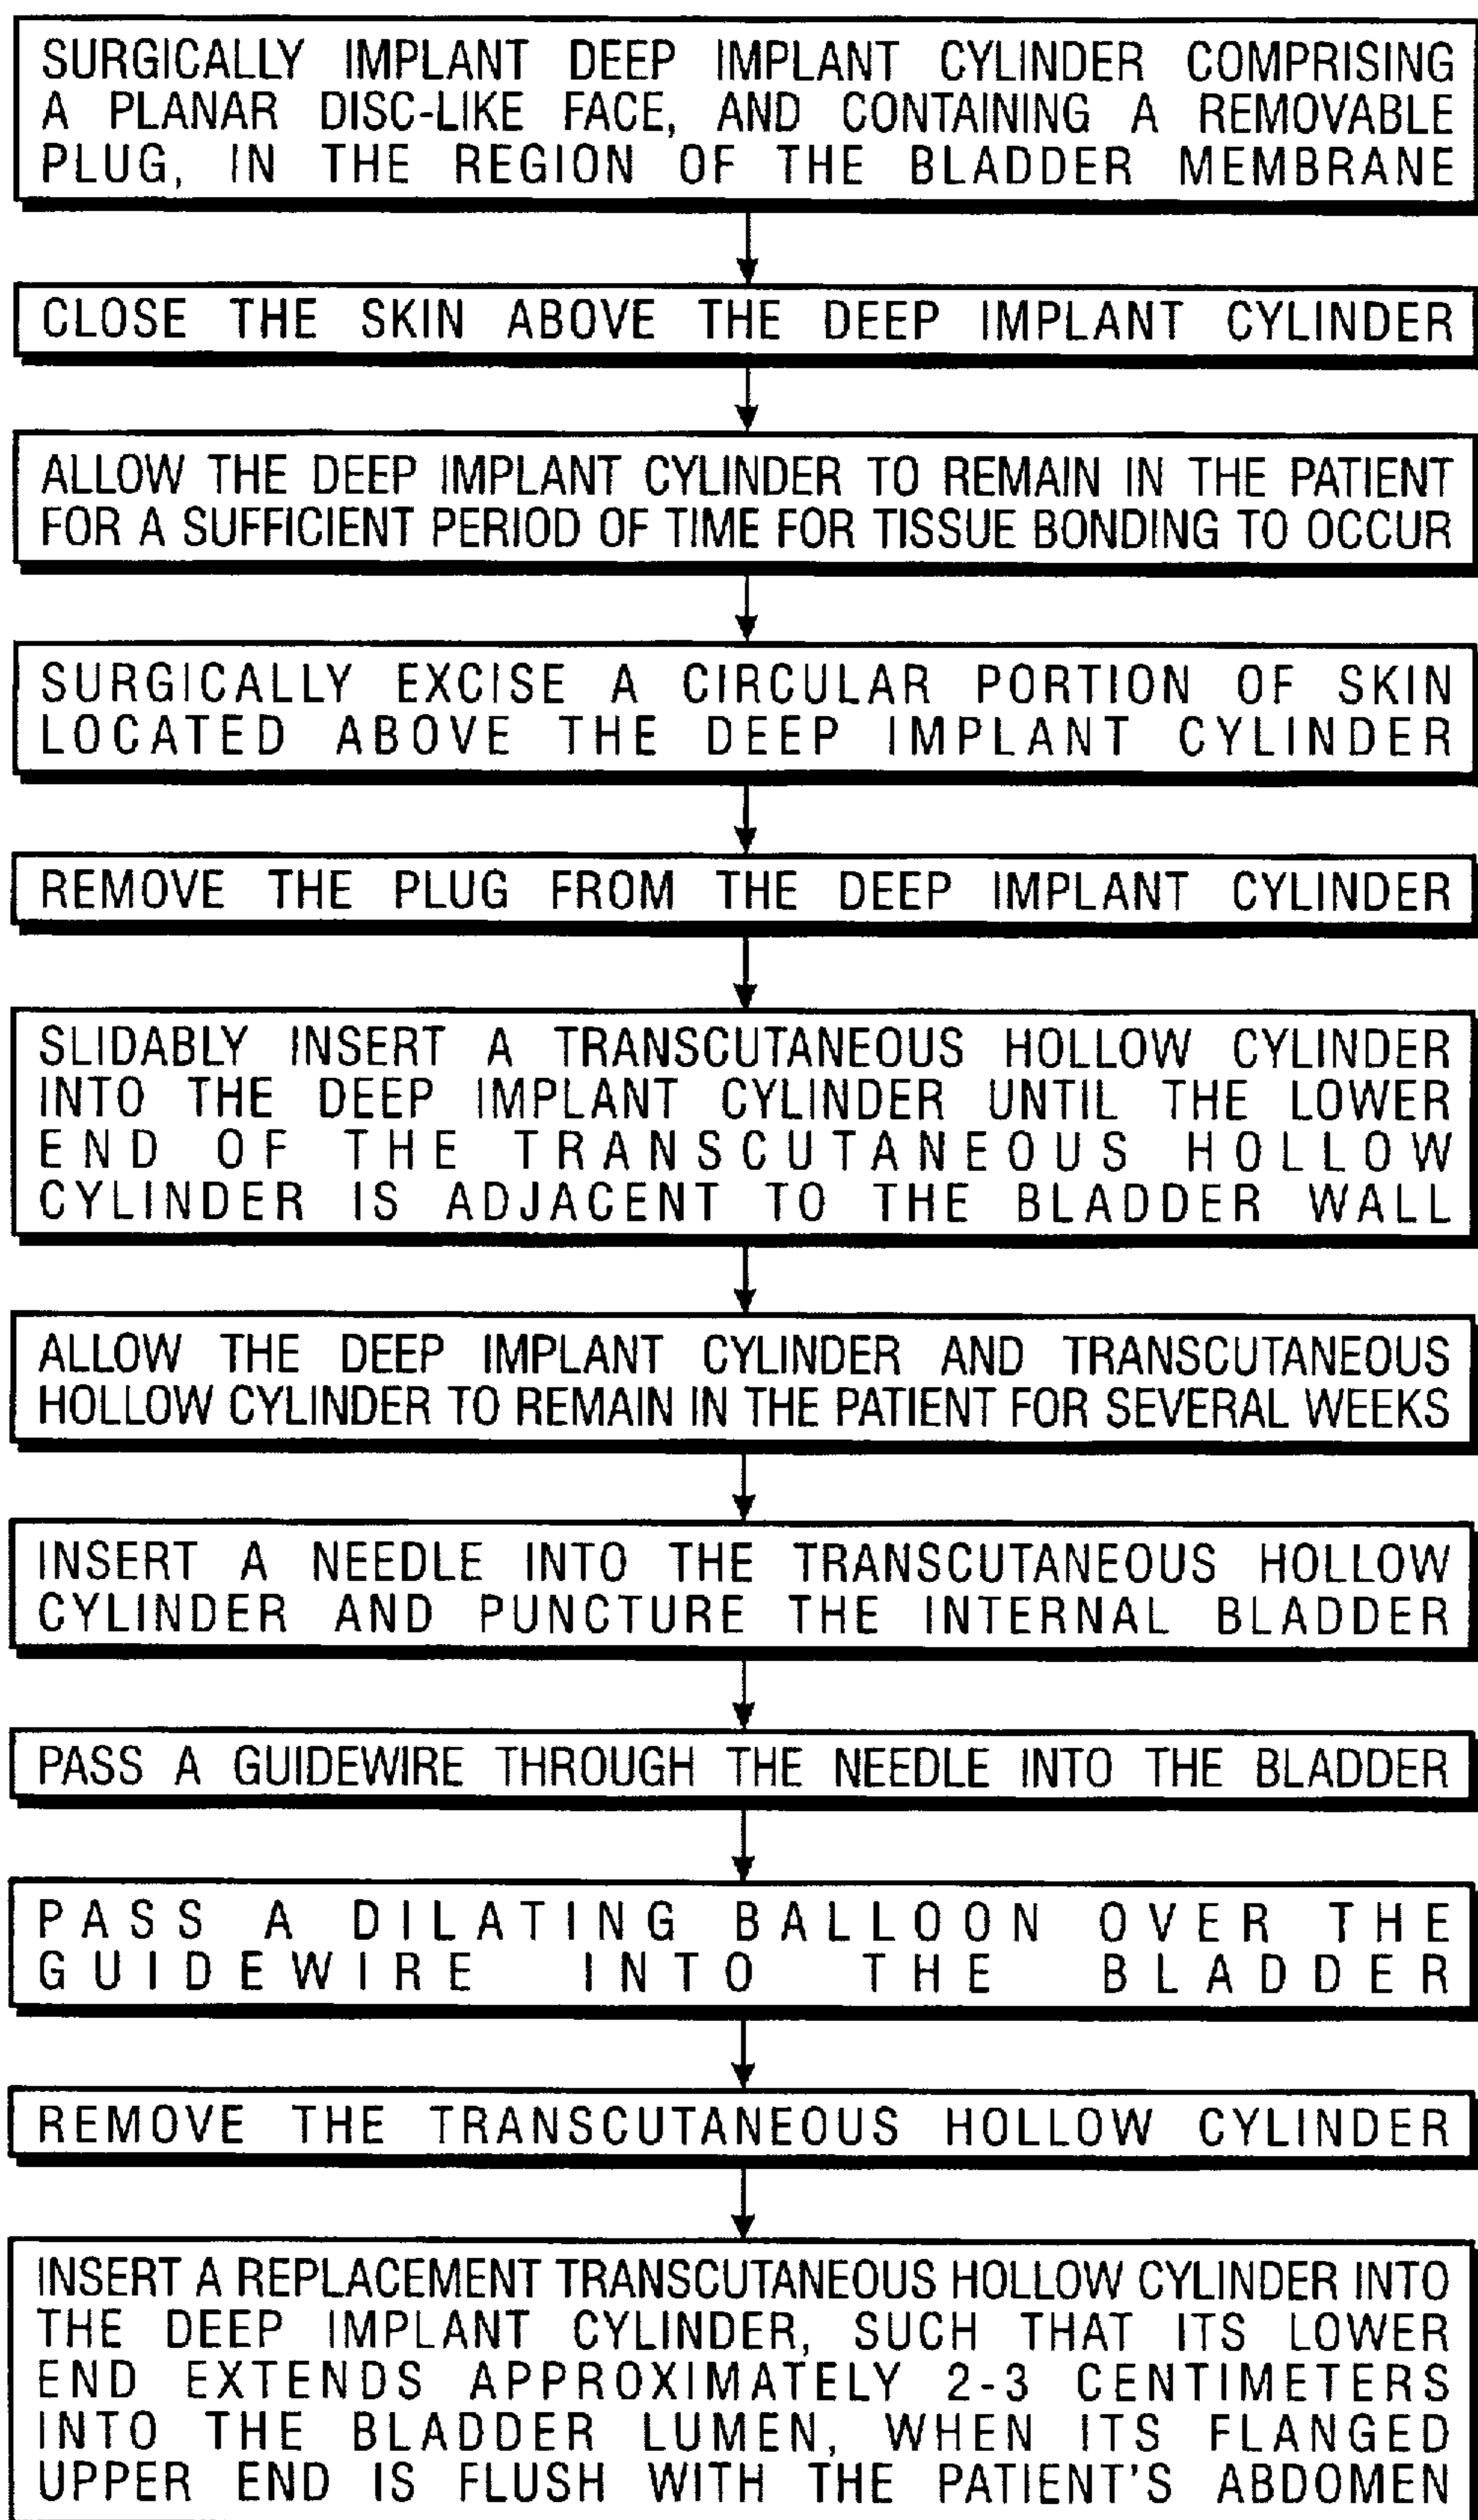 SURGICALLY IMPLANT DEEP IMPLANT CYLINDER COMPRISING
A PLANAR DISC-LIKE FACE, AND CONTAINING A REMOVABLE
PLUG, IN THE REGION OF THE BLADDER MEMBRANE
CLOSE THE SKIN ABOVE THE DEEP IMPLANT CYLINDER
ALLOW THE DEEP IMPLANT CYLINDER TO REMAIN IN THE PATIENT
FOR A SUFFICIENT PERIOD OF TIME FOR TISSUE BONDING TO OCCUR
SURGICALLY EXCISE A CIRCULAR PORTION OF SKIN
LOCATED ABOVE THE DEEP IMPLANT CYLINDER
REMOVE THE PLUG FROM THE DEEP IMPLANT CYLINDER
SLIDABLY INSERT A TRANSCUTANEOUS HOLLOW CYLINDER
INTO THE DEEP IMPLANT CYLINDER UNTIL THE LOWER
END OF THE TRANSCUTANEOUS HOLLOW
CYLINDER IS ADJACENT TO THE BLADDER WALL
ALLOW THE DEEP IMPLANT CYLINDER AND TRANSCUTANEOUS
HOLLOW CYLINDER TO REMAIN IN THE PATIENT FOR SEVERAL WEEKS
INSERT A NEEDLE INTO THE TRANSCUTANEOUS HOLLOW
CYLINDER AND PUNCTURE THE INTERNAL BLADDER
PASS A GUIDEWIRE THROUGH THE NEEDLE INTO THE BLADDER
PASS A DILATING BALLOON OVER THE
GUIDEWIRE INTO THE BLADDER
REMOVE THE TRANSCUTANEOUS HOLLOW CYLINDER
INSERT A REPLACEMENT TRANSCUTANEOUS HOLLOW CYLINDER INTO
THE DEEP IMPLANT CYLINDER, SUCH THAT ITS LOWER
END EXTENDS APPROXIMATELY 2-3 CENTIMETERS
INTO THE BLADDER LUMEN, WHEN ITS FLANGED
UPPER END IS FLUSH WITH THE PATIENT'S ABDOMEN